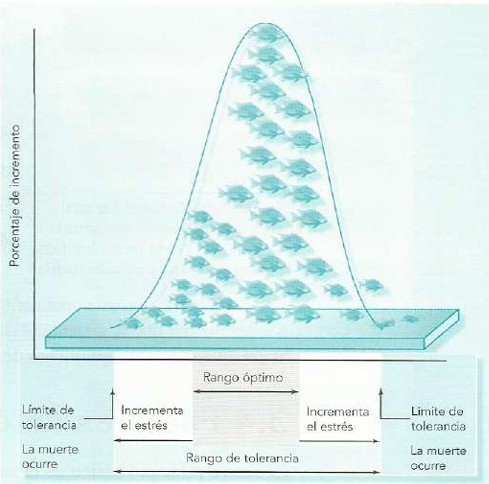 Porcentaje de incremento
Rango óptimo
Límite de
tolerancia
Incrementa
el estrés
Incrementa
el estrés
Límite de
tolerancia
La muerte
ocurre
Rango de tolerancia
La muerte
ocurre